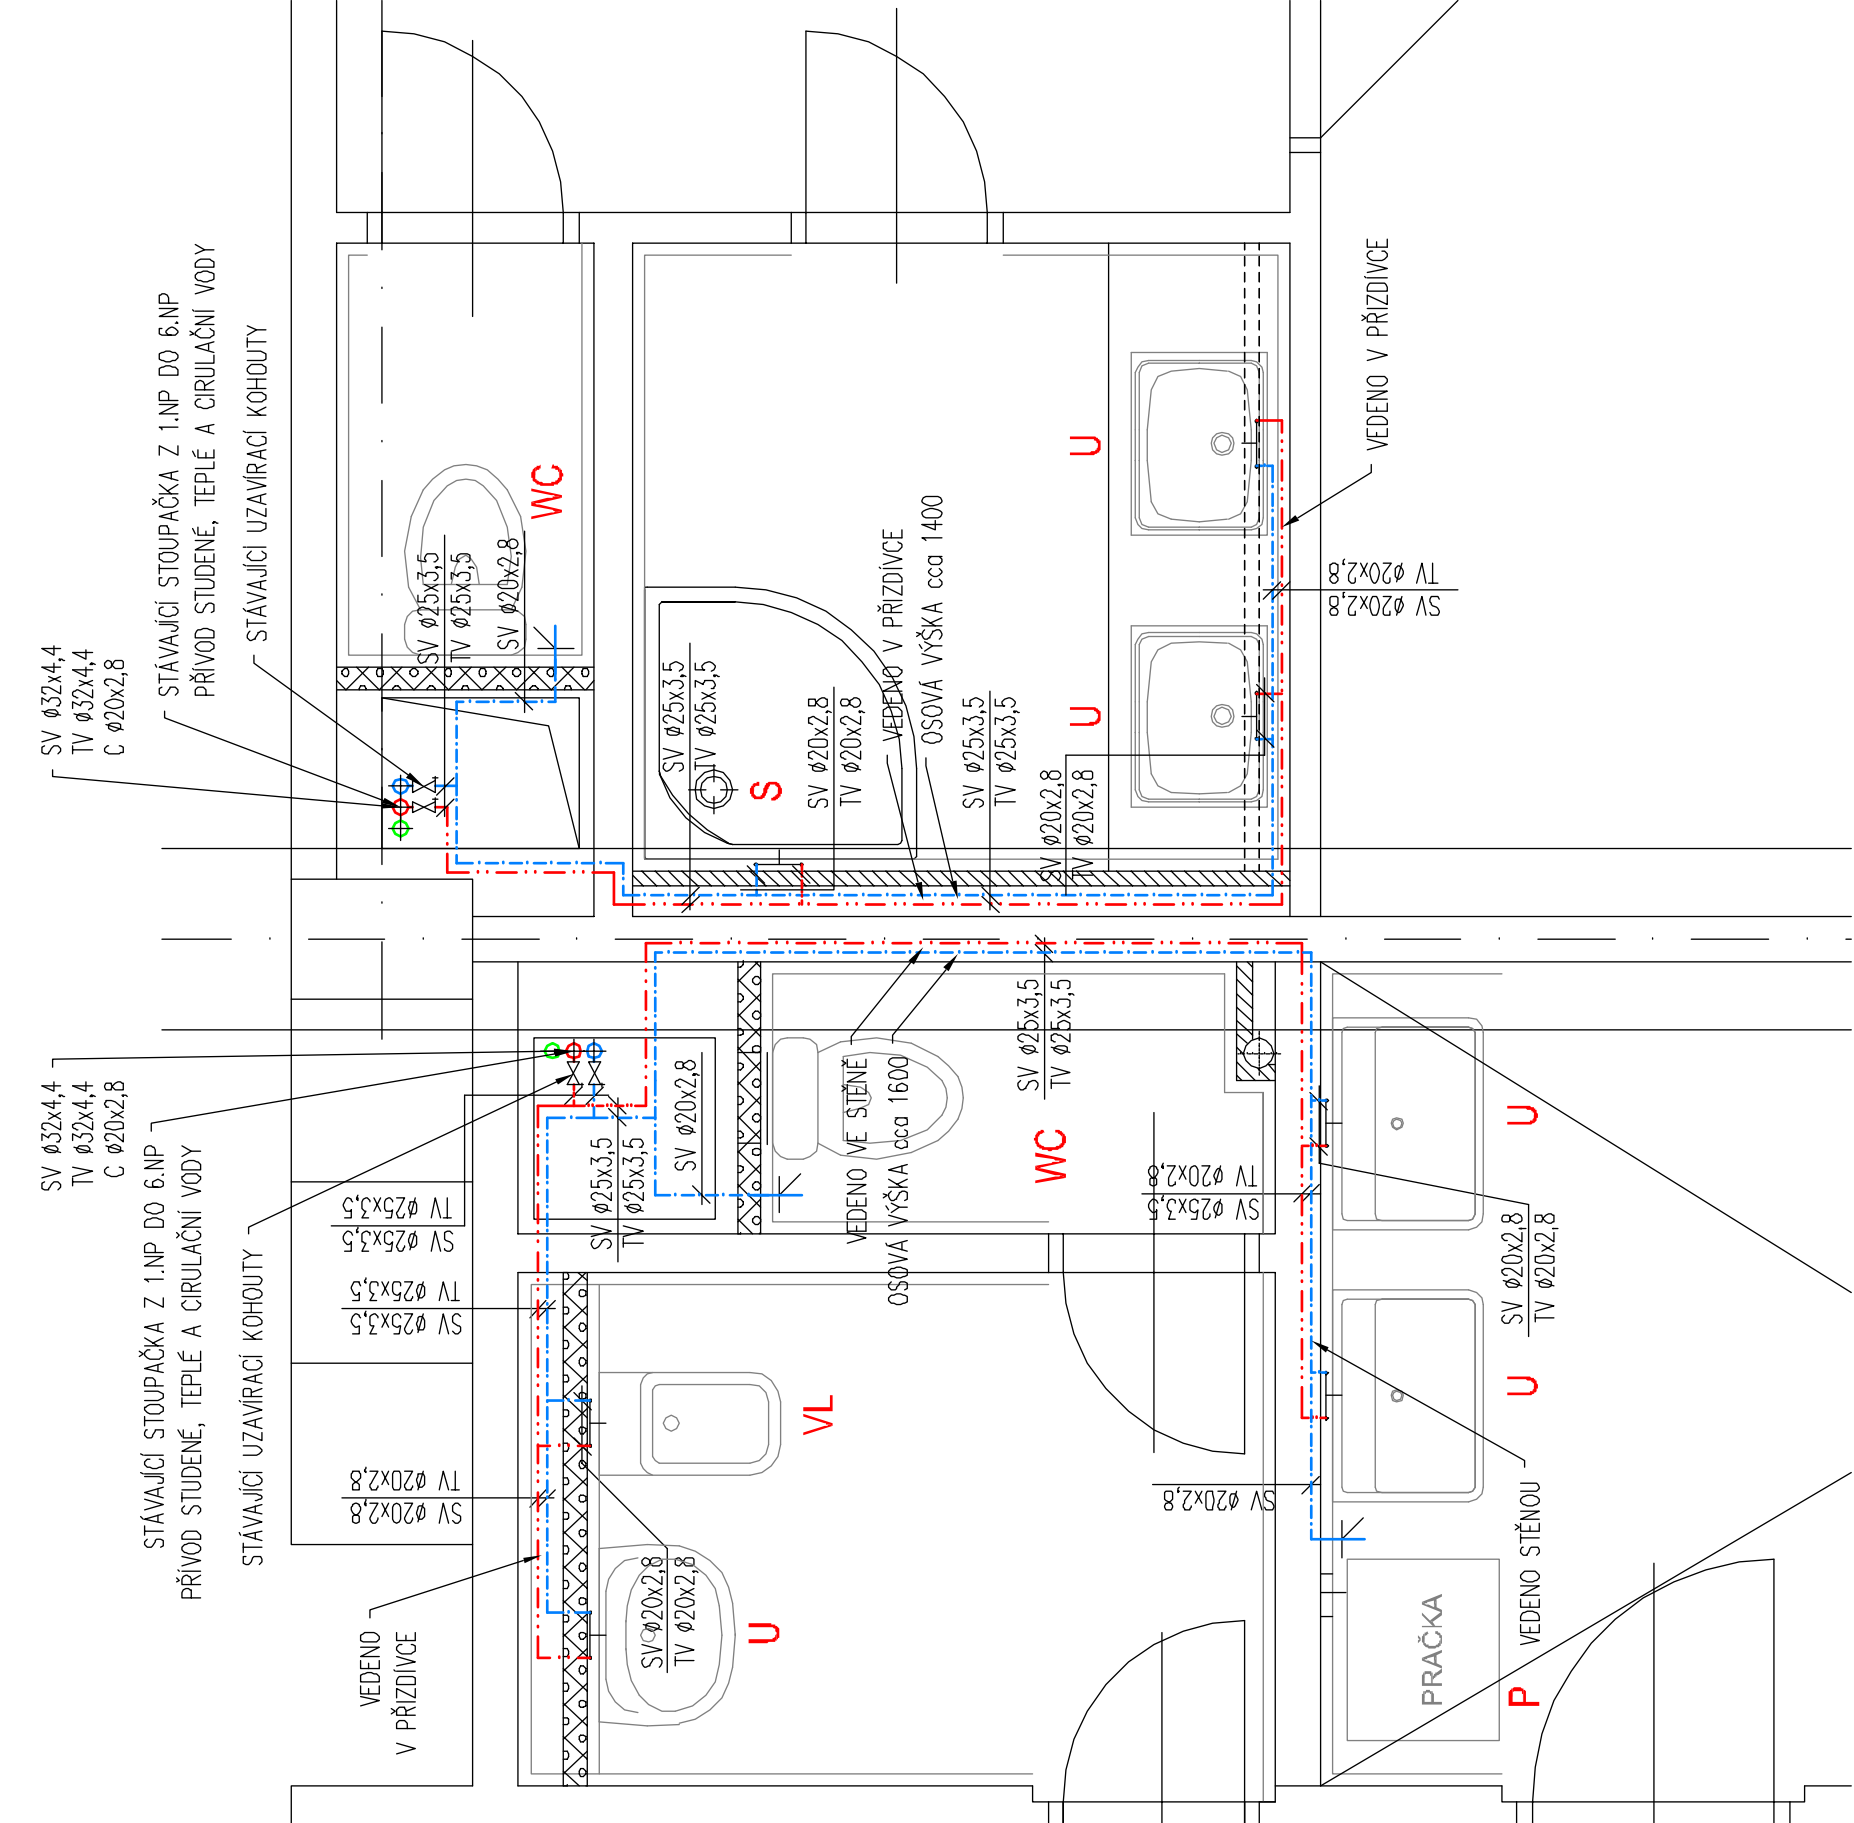 SV ø32x4,4
TV ø32x4,4
C ø20x2,8
STÁVAJÍCÍ STOUPAČKA Z 1.NP DO 6.NP
PŘÍVOD STUDENÉ, TEPLÉ A CIRULAČNÍ VODY
STÁVAJÍCÍ UZAVÍRACÍ KOHOUTY
SV ø25x3,5
TV ø25x3,5
SV ø20x2,8
WC
SV ø25x3,5
TV ø25x3,5
S
SV ø20x2,8
TV ø20x2,8
VEDENO V PŘIZDÍVCE
OSOVÁ VÝŠKA cca 1400
SV ø25x3,5
TV ø25x3,5
SV ø20x2,8
TV ø20x2,8
U
U
TV ø20x2,8
SV ø20x2,8
VEDENO V PŘIZDÍVCE
SV ø32x4,4
TV ø32x4,4
C ø20x2,8
STÁVAJÍCÍ STOUPAČKA Z 1.NP DO 6.NP
PŘÍVOD STUDENÉ, TEPLÉ A CIRULAČNÍ VODY
STÁVAJÍCÍ UZAVÍRACÍ KOHOUTY
TV ø25x3,5
SV ø25x3,5
TV ø25x3,5
SV ø25x3,5
TV ø20x2,8
SV ø20x2,8
VEDENO
V PŘIZDÍVCE
SV ø25x3,5
TV ø25x3,5
SV ø20x2,8
VEDENO VE STĚNĚ
OSOVÁ VÝŠKA cca 1600
SV ø25x3,5
TV ø25x3,5
WC
TV ø20x2,8
SV ø25x3,5
VL
SV ø20x2,8
TV ø20x2,8
U
SV ø20x2,8
U
SV ø20x2,8
TV ø20x2,8
U
VEDENO STĚNOU
PRAČKA
P